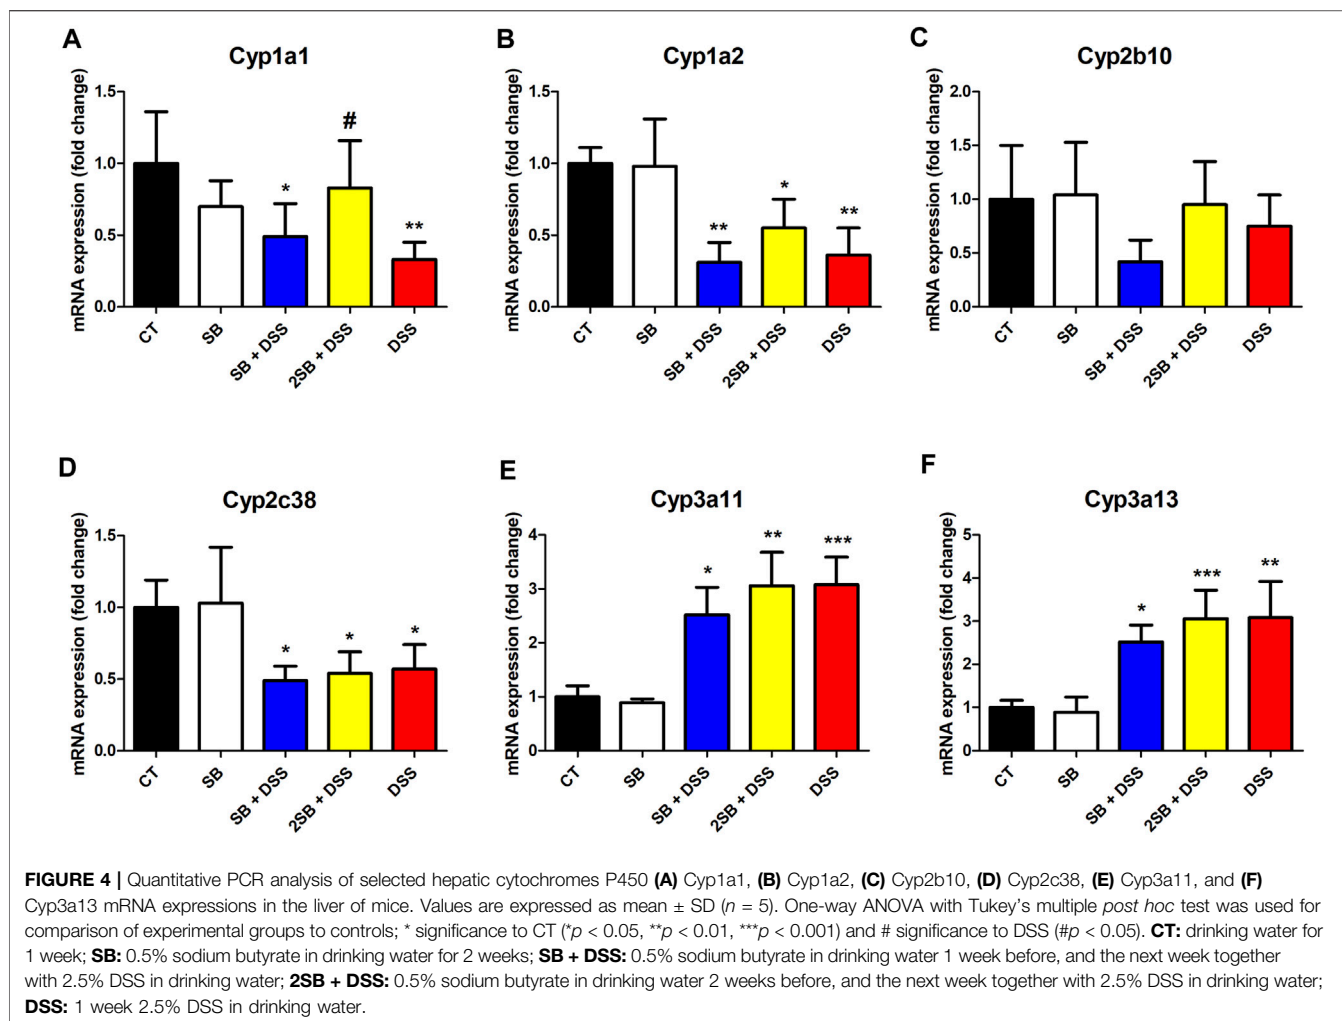 A
Cyp1a1
mRNA expression (fold change)
1.5
1.0
0.5
0.0
*
#
**
CT
SB
SB + DSS
2SB + DSS
DSS
B
Cyp1a2
mRNA expression (fold change)
1.5
1.0
0.5
0.0
**
*
**
CT
SB
SB + DSS
2SB + DSS
DSS
C
Cyp2b10
mRNA expression (fold change)
2.0
1.5
1.0
0.5
0.0
CT
SB
SB + DSS
2SB + DSS
DSS
D
Cyp2c38
mRNA expression (fold change)
1.5
1.0
0.5
0.0
*
*
*
CT
SB
SB + DSS
2SB + DSS
DSS
E
Cyp3a11
mRNA expression (fold change)
4
3
2
1
0
*
**
***
CT
SB
SB + DSS
2SB + DSS
DSS
F
Cyp3a13
mRNA expression (fold change)
5
4
3
2
1
0
*
***
**
CT
SB
SB + DSS
2SB + DSS
DSS
FIGURE 4 | Quantitative PCR analysis of selected hepatic cytochromes P450 (A) Cyp1a1, (B) Cyp1a2, (C) Cyp2b10, (D) Cyp2c38, (E) Cyp3a11, and (F)
Cyp3a13 mRNA expressions in the liver of mice. Values are expressed as mean ± SD (n = 5). One-way ANOVA with Tukey's multiple post hoc test was used for
comparison of experimental groups to controls; * significance to CT (*p < 0.05, **p < 0.01, ***p < 0.001) and # significance to DSS (#p < 0.05). CT: drinking water for
1 week; SB: 0.5% sodium butyrate in drinking water for 2 weeks; SB + DSS: 0.5% sodium butyrate in drinking water 1 week before, and the next week together
with 2.5% DSS in drinking water; 2SB + DSS: 0.5% sodium butyrate in drinking water 2 weeks before, and the next week together with 2.5% DSS in drinking water;
DSS: 1 week 2.5% DSS in drinking water.